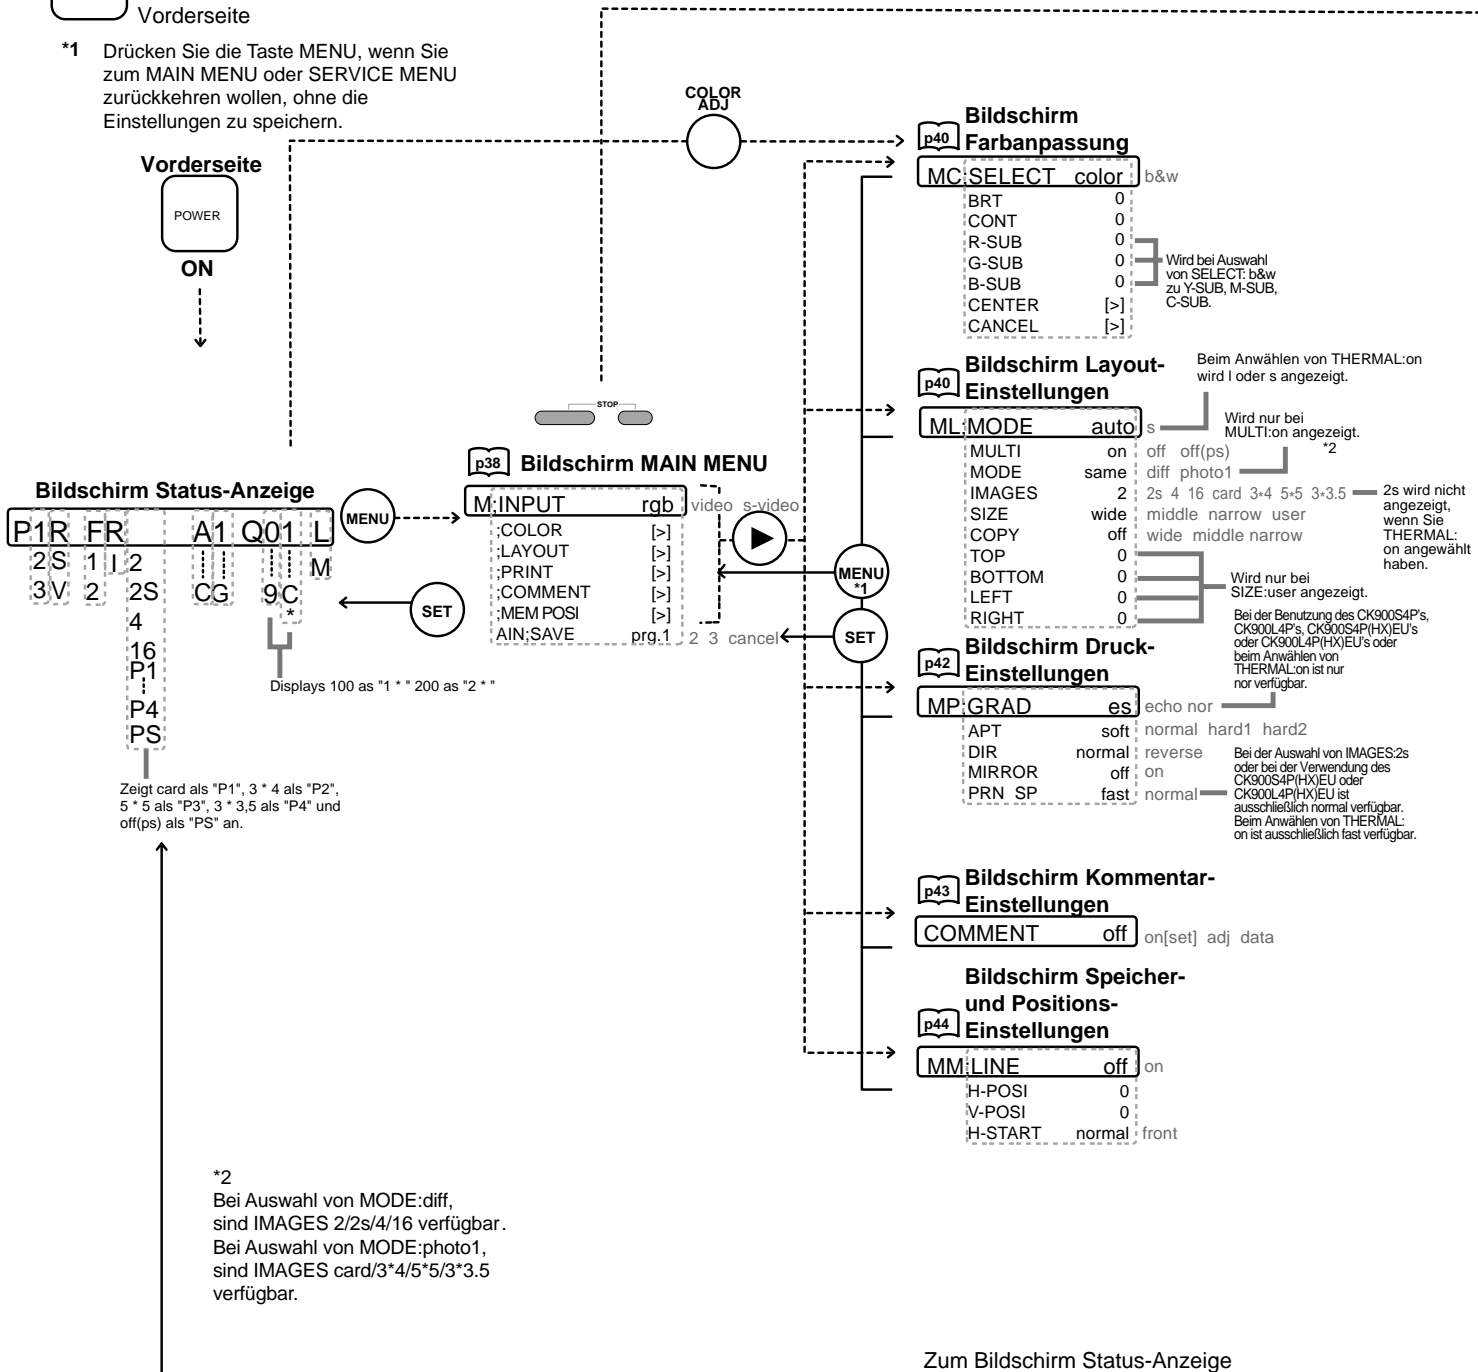 Vorderseite
*1 Drücken Sie die Taste MENU, wenn Sie
zum MAIN MENU oder SERVICE MENU
zurückkehren wollen, ohne die
Einstellungen zu speichern.
Vorderseite
POWER
ON
COLOR
ADJ
STOP
Bildschirm Status-Anzeige
P1R FR A1 Q01 L
2 S 1 I 2 M
3 V 2 2S C G 9 C
*
4
16
P1
P4
PS
Displays 100 as "1 * " 200 as "2 * "
Zeigt card als "P1", 3 * 4 als "P2",
5 * 5 als "P3", 3 * 3,5 als "P4" und
off(ps) als "PS" an.
MENU
SET
p38 Bildschirm MAIN MENU
M;INPUT rgb video s-video
;COLOR [>]
;LAYOUT [>]
;PRINT [>]
;COMMENT [>]
;MEM POSI [>]
AIN;SAVE prg.1 2 3 cancel
MENU
*1
SET
p40 Bildschirm
Farbanpassung
MC:SELECT color b&w
BRT 0
CONT 0
R-SUB 0
G-SUB 0
B-SUB 0
CENTER [>]
CANCEL [>]
Wird bei Auswahl
von SELECT: b&w
zu Y-SUB, M-SUB,
C-SUB.
p40 Bildschirm Layout-
Einstellungen
Beim Anwählen von THERMAL:on
wird l oder s angezeigt.
ML:MODE auto s
MULTI on off off(ps)
MODE same diff photo1
IMAGES 2 2s 4 16 card 3*4 5*5 3*3.5
SIZE wide middle narrow user
COPY off wide middle narrow
TOP 0
BOTTOM 0
LEFT 0
RIGHT 0
Wird nur bei
MULTI:on angezeigt.
*2
2s wird nicht
angezeigt,
wenn Sie
THERMAL:
on angewählt
haben.
Wird nur bei
SIZE:user angezeigt.
p42 Bildschirm Druck-
Einstellungen
Bei der Benutzung des CK900S4P's,
CK900L4P's, CK900S4P(HX)EU's
oder CK900L4P(HX)EU's oder
beim Anwählen von
THERMAL:on ist nur
nor verfügbar.
MP:GRAD es echo nor
APT soft normal hard1 hard2
DIR normal reverse
MIRROR off on
PRN SP fast normal
Bei der Auswahl von IMAGES:2s
oder bei der Verwendung des
CK900S4P(HX)EU oder
CK900L4P(HX)EU ist
ausschließlich normal verfügbar.
Beim Anwählen von THERMAL:
on ist ausschließlich fast verfügbar.
p43 Bildschirm Kommentar-
Einstellungen
COMMENT off on[set] adj data
Bildschirm Speicher-
und Positions-
p44 Einstellungen
MM:LINE off on
H-POSI 0
V-POSI 0
H-START normal front
*2
Bei Auswahl von MODE:diff,
sind IMAGES 2/2s/4/16 verfügbar.
Bei Auswahl von MODE:photo1,
sind IMAGES card/3*4/5*5/3*3.5
verfügbar.
Zum Bildschirm Status-Anzeige